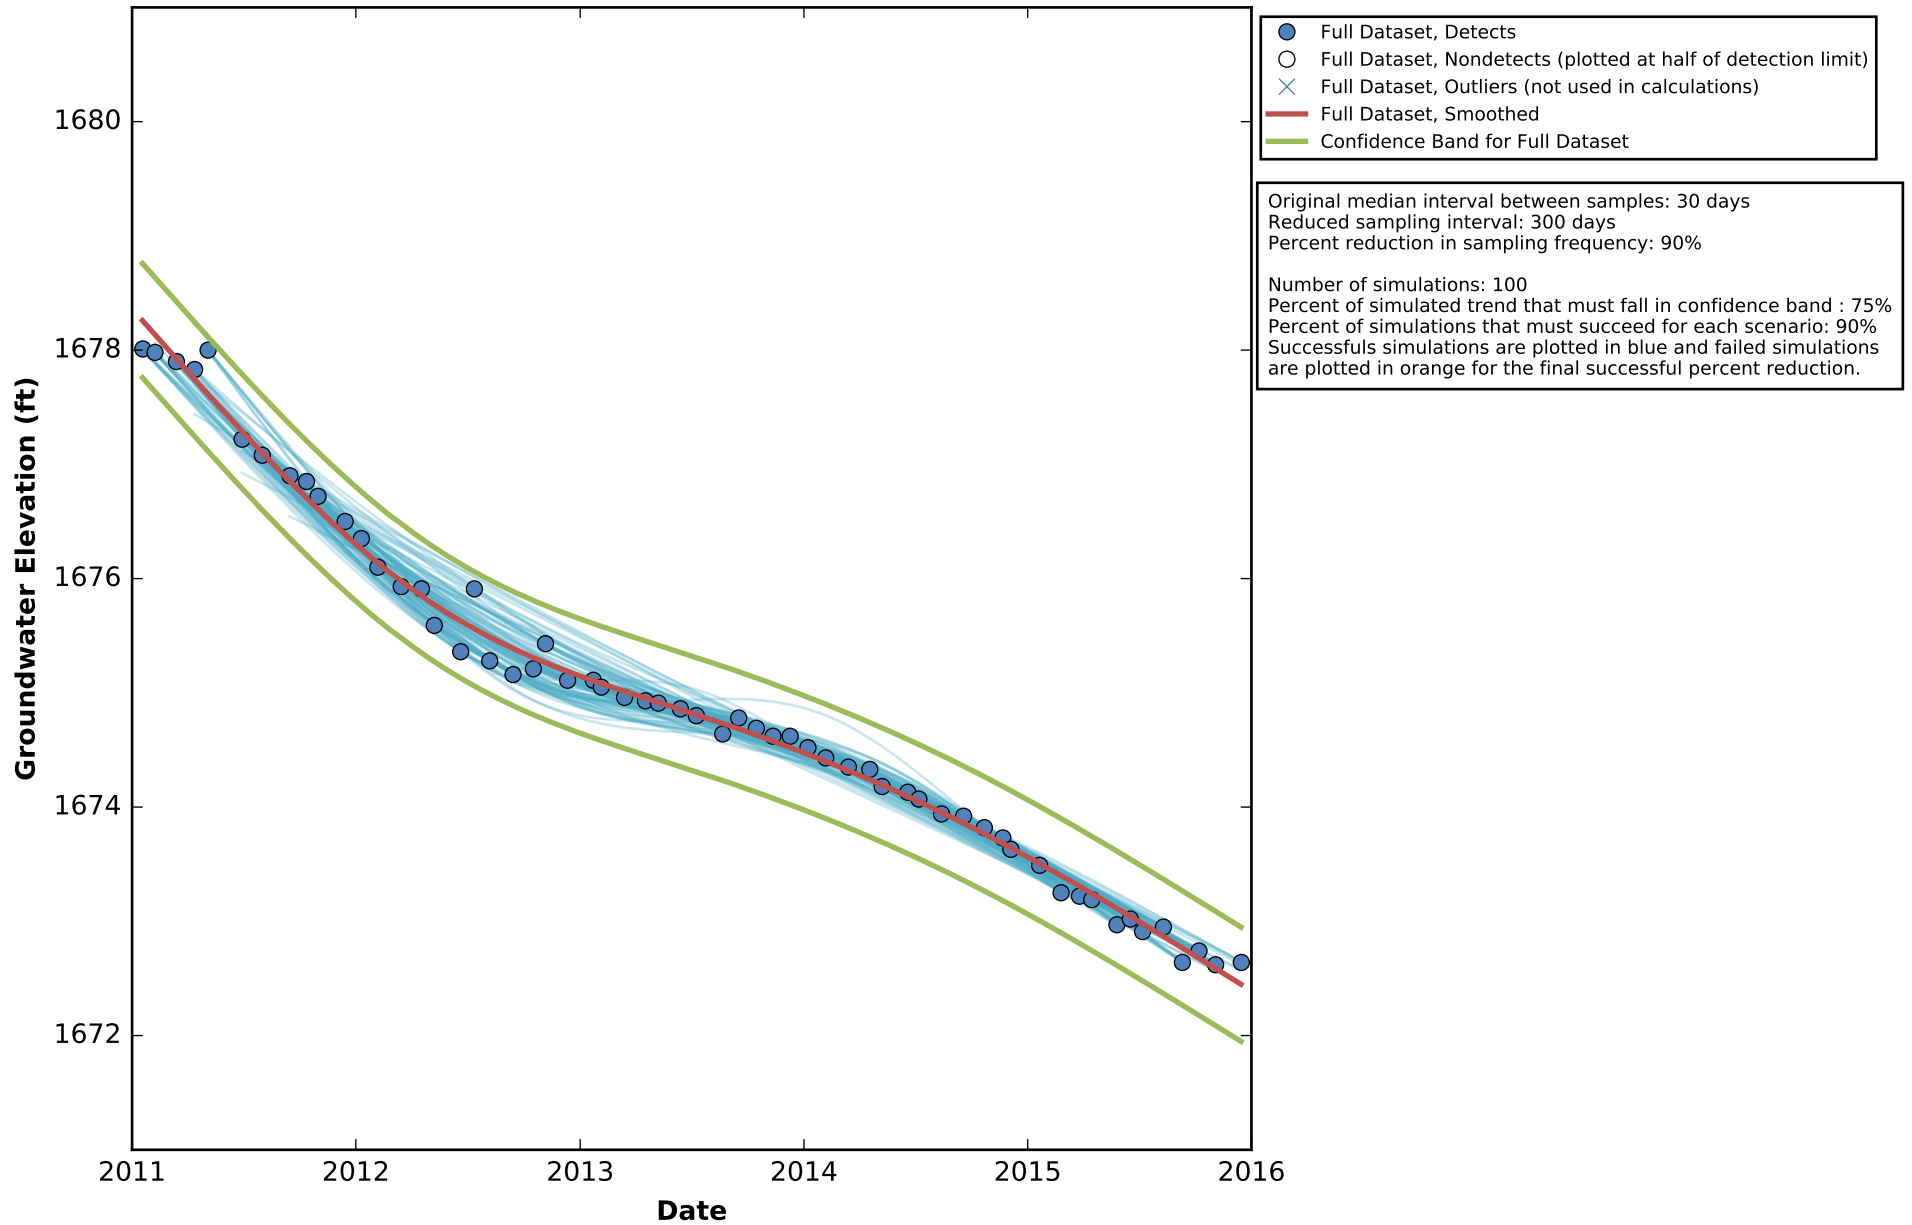 1680
1678
1676
1674
1672
Groundwater Elevation (ft)
2011 2012 2013 2014 2015 2016
Date
Full Dataset, Detects
Full Dataset, Nondetects (plotted at half of detection limit)
Full Dataset, Outliers (not used in calculations)
Full Dataset, Smoothed
Confidence Band for Full Dataset
Original median interval between samples: 30 days
Reduced sampling interval: 300 days
Percent reduction in sampling frequency: 90%
Number of simulations: 100
Percent of simulated trend that must fall in confidence band : 75%
Percent of simulations that must succeed for each scenario: 90%
Successfuls simulations are plotted in blue and failed simulations
are plotted in orange for the final successful percent reduction.